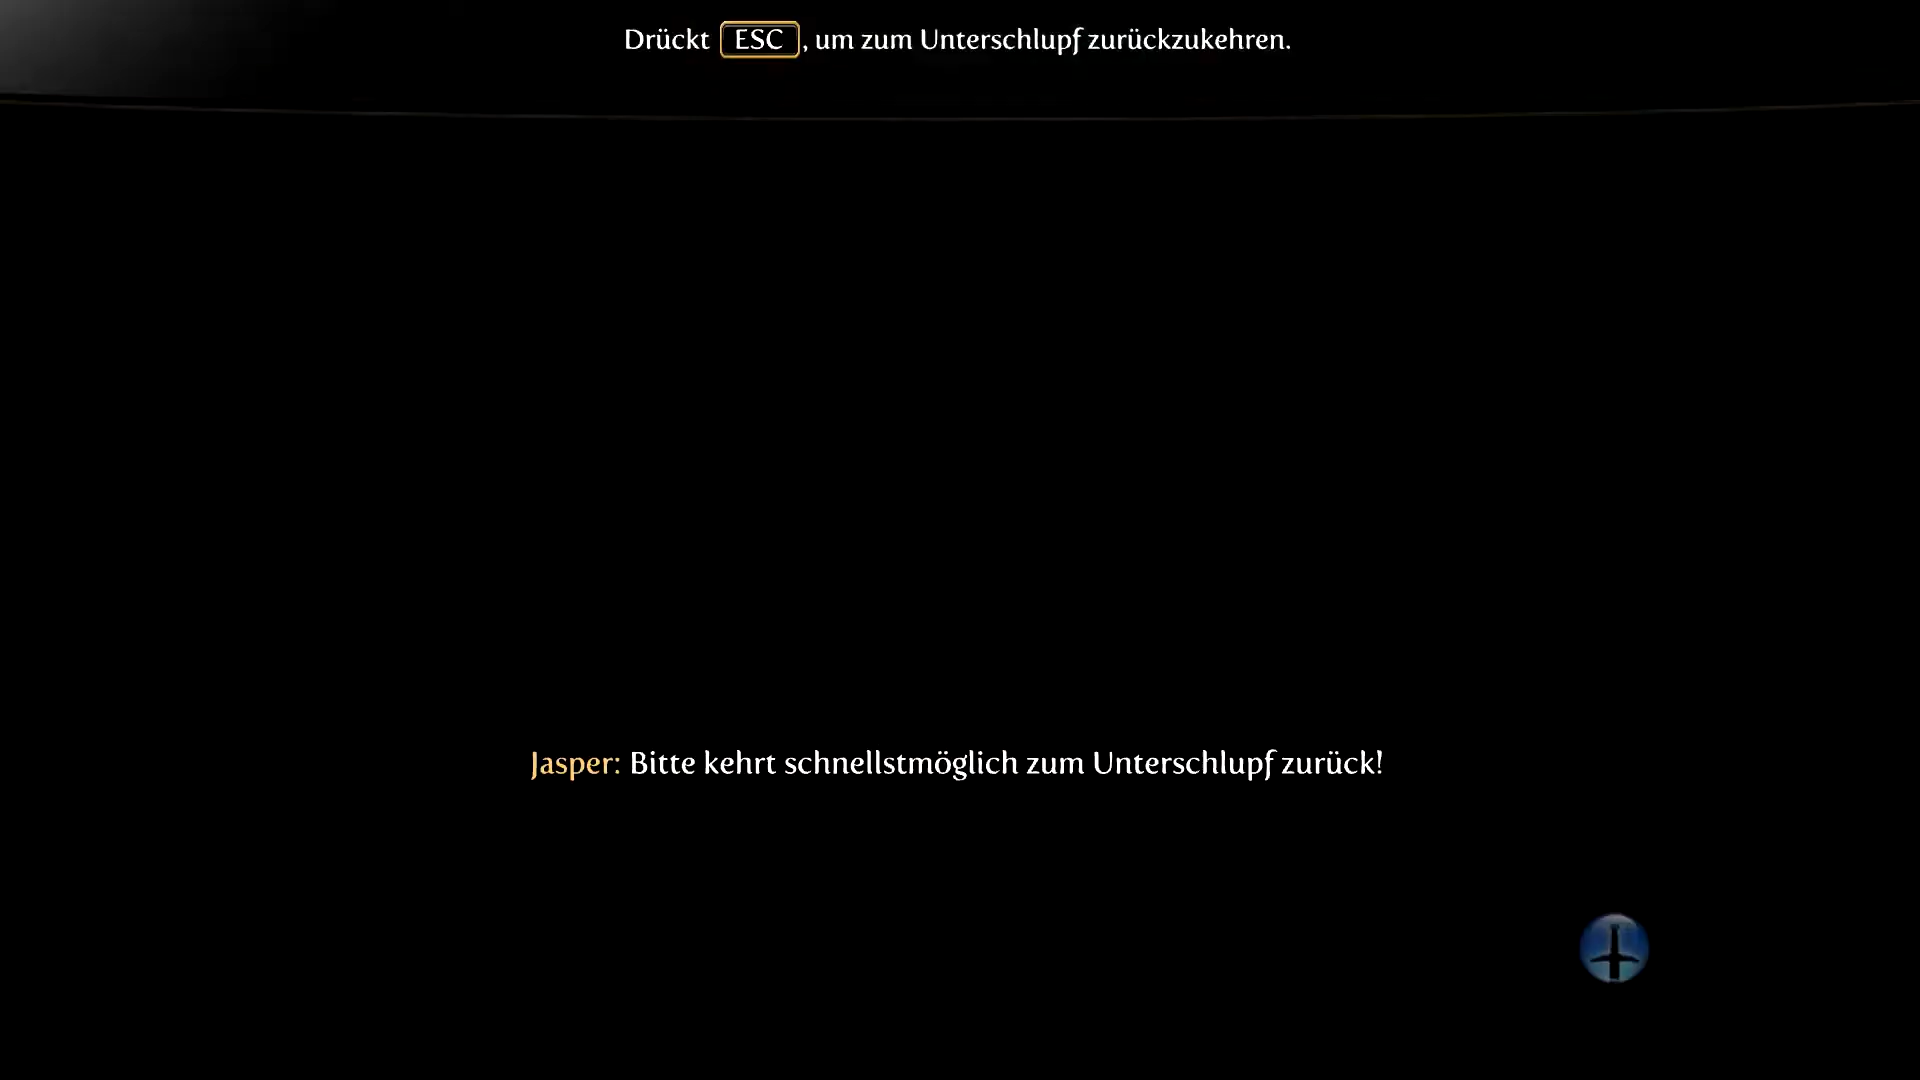 Drückt ESC, um zum Unterschlupf zurückzukehren.
Jasper: Bitte kehrt schnellstmöglich zum Unterschlupf zurück!